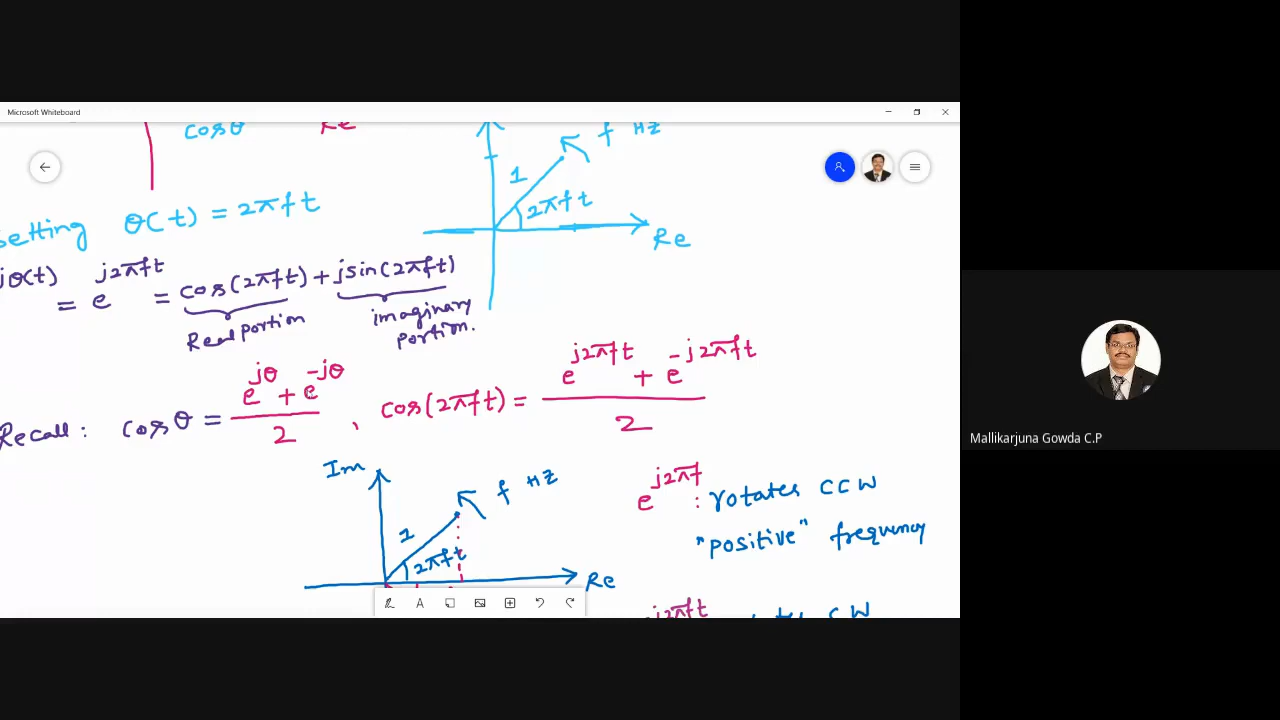 Microsoft Whiteboard
cosθ Re
f Hz
1
2πft
Re
Setting θ(t) = 2πft
jθ(t) = e^{j2πft} = cos(2πft) + jsin(2πft)
Real portion
imaginary
portion.
Recall: cosθ = (e^{jθ} + e^{-jθ})/2 , cos(2πft) = (e^{j2πft} + e^{-j2πft})/2
Im
f Hz
1
2πft
Re
e^{j2πf} : rotates CCW
"positive" frequency
-j2πft
CW
A
Mallikarjuna Gowda C.P